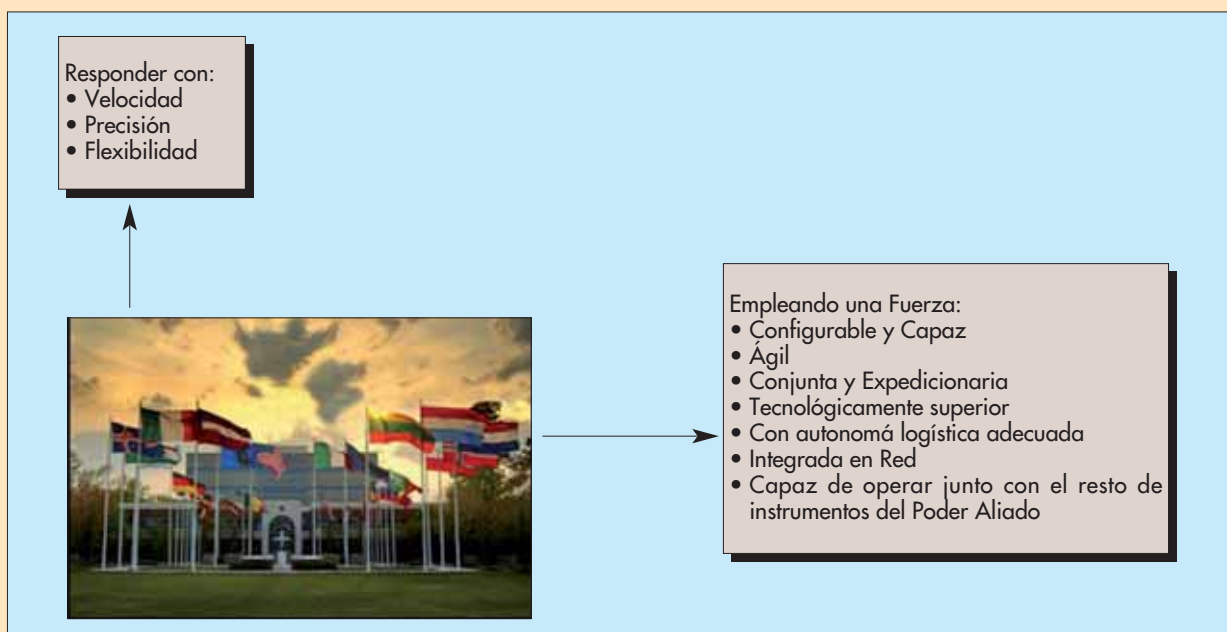 Responder con:
• Velocidad
• Precisión
• Flexibilidad
Empleando una Fuerza:
• Configurable y Capaz
• Ágil
• Conjunta y Expedicionaria
• Tecnológicamente superior
• Con autonomá logística adecuada
• Integrada en Red
• Capaz de operar junto con el resto de
instrumentos del Poder Aliado